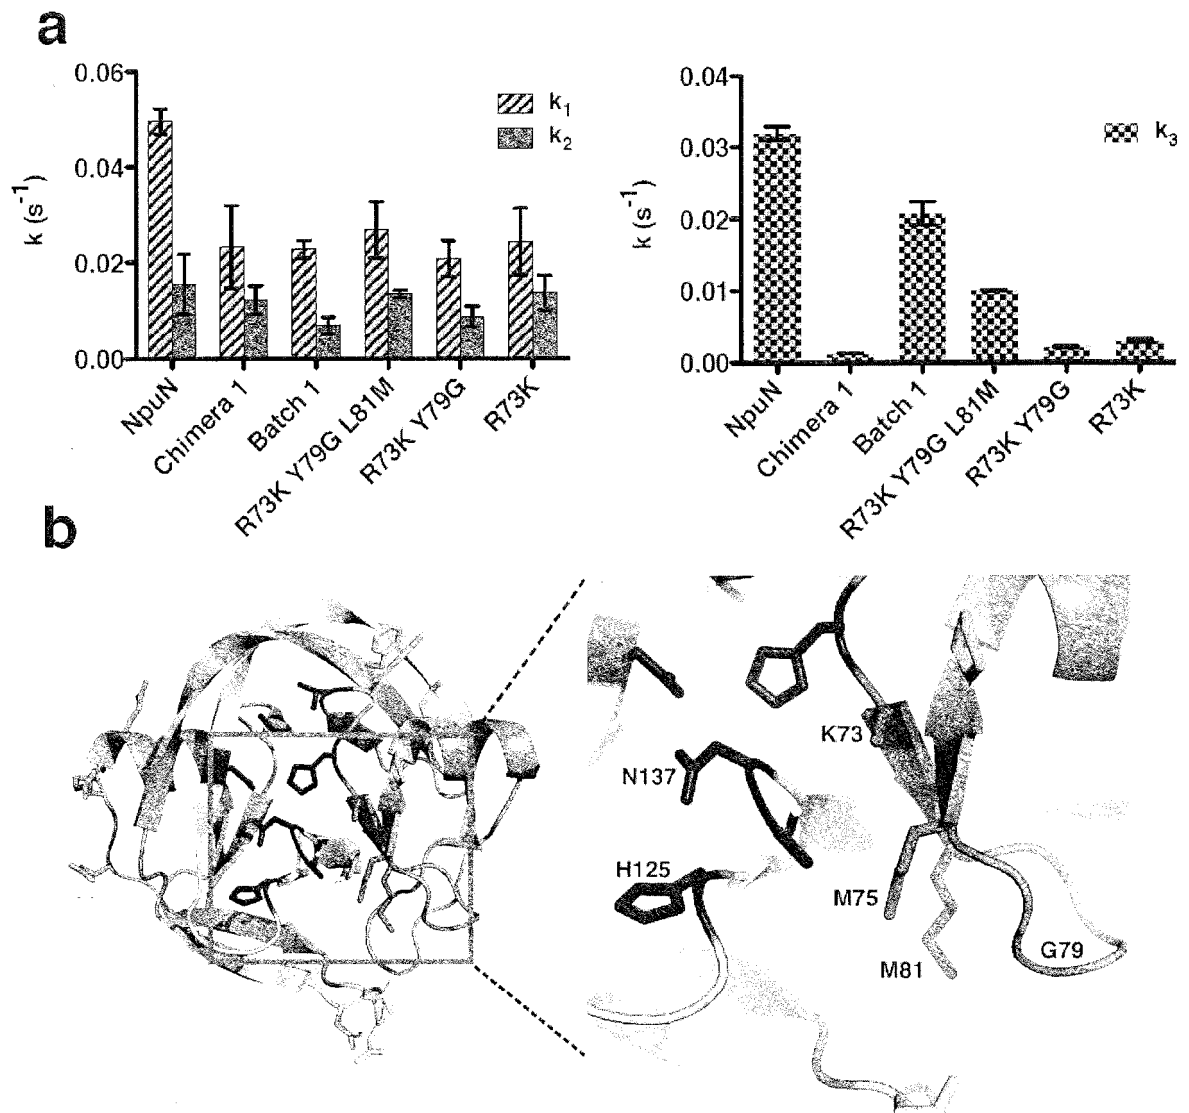 a
0.06
0.04
0.02
0.00
k (s-1)
k1
k2
NpuN
Chimera 1
Batch 1
R73K Y79G L81M
R73K Y79G
R73K
0.04
0.03
0.02
0.01
0.00
k (s-1)
k3
NpuN
Chimera 1
Batch 1
R73K Y79G L81M
R73K Y79G
R73K
b
K73
N137
H125
M75
M81
G79